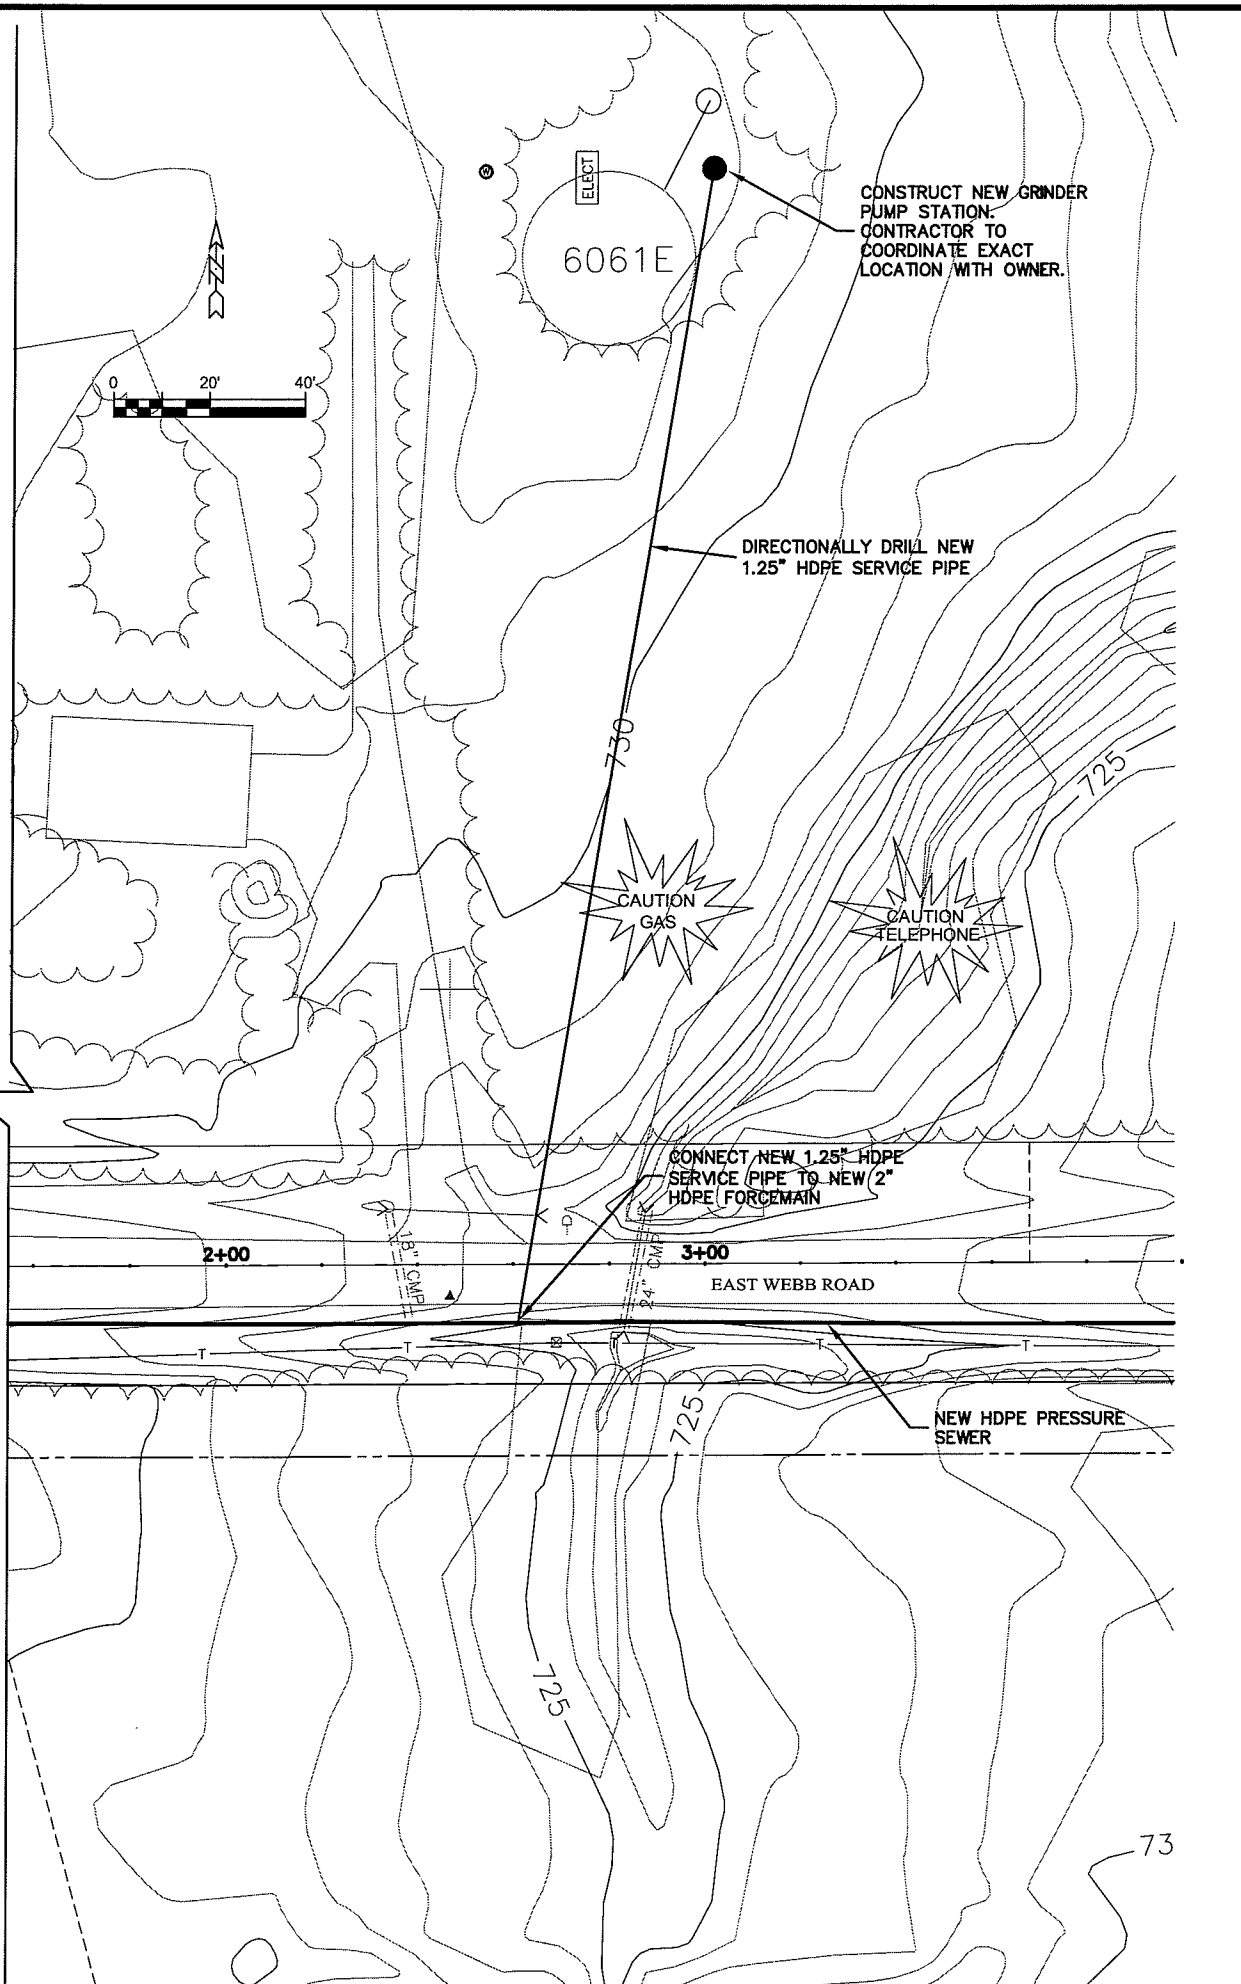 ELECT
W
6061E
CONSTRUCT NEW GRINDER
PUMP STATION.
CONTRACTOR TO
COORDINATE EXACT
LOCATION WITH OWNER.
N
0 20' 40'
DIRECTIONALLY DRILL NEW
1.25" HDPE SERVICE PIPE
730
725
CAUTION
GAS
CAUTION
TELEPHONE
CONNECT NEW 1.25" HDPE
SERVICE PIPE TO NEW 2"
HDPE FORCEMAIN
2+00
18" CMP
24" CMP
3+00
EAST WEBB ROAD
T T T T
725
NEW HDPE PRESSURE
SEWER
725
73